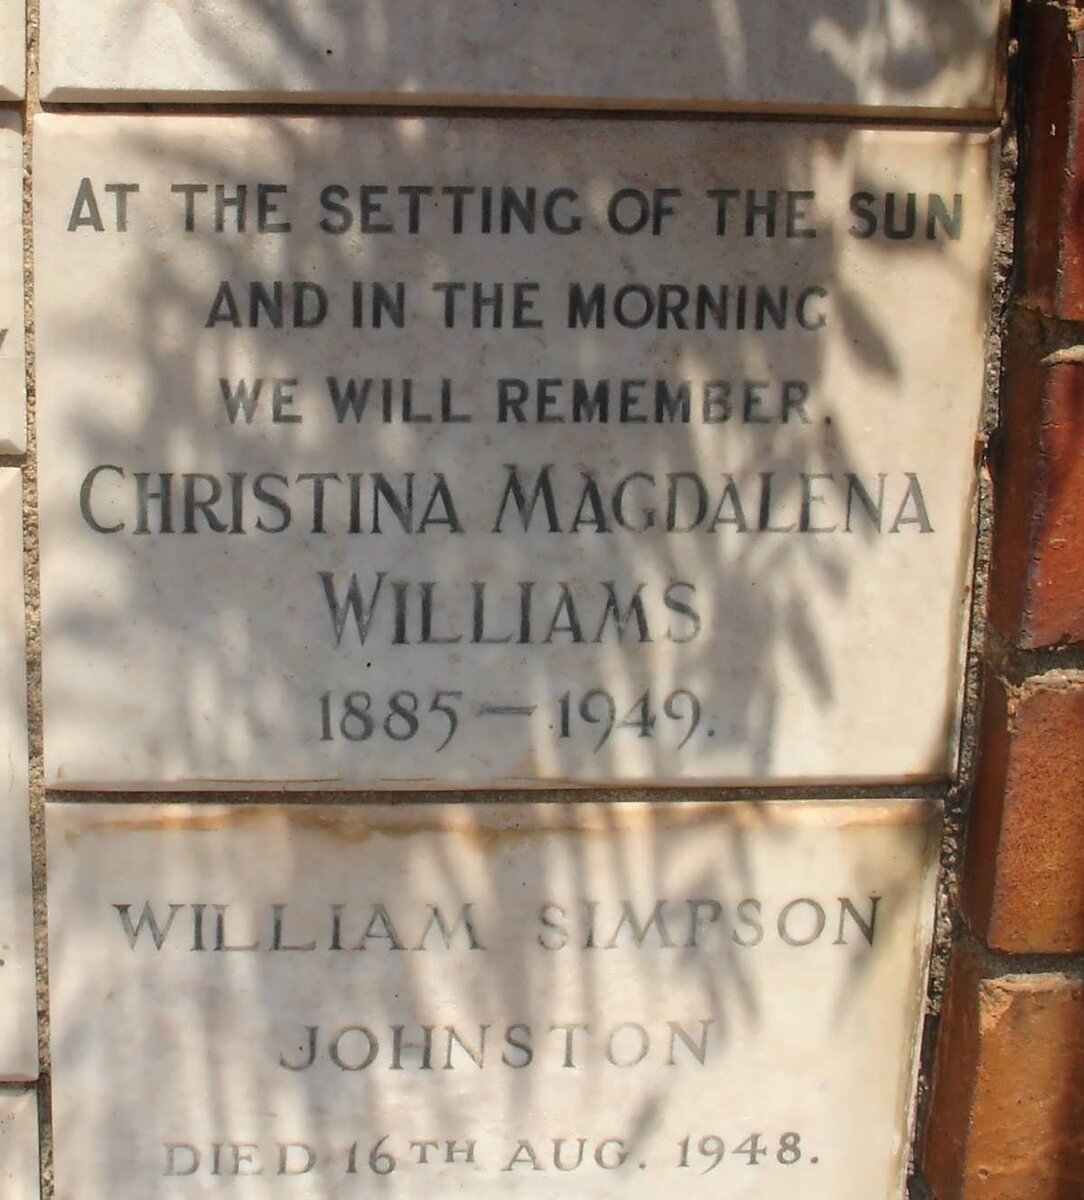 AT THE SETTING OF THE SUN
AND IN THE MORNING
WE WILL REMEMBER.
CHRISTINA MAGDALENA
WILLIAMS
1885 — 1949.
WILLIAM SIMPSON
JOHNSTON
DIED 16TH AUG. 1948.